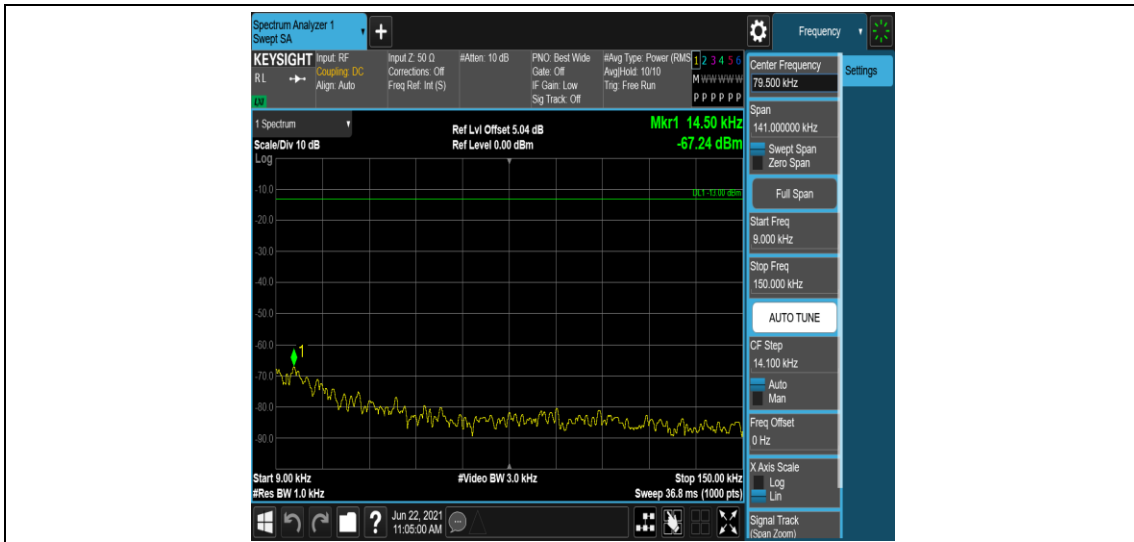 Spectrum Analyzer 1
Swept SA
+
Frequency
KEYSIGHT
RL
LXI
Input: RF
Coupling: DC
Align: Auto
Input Z: 50 Ω
Corrections: Off
Freq Ref: Int (S)
#Atten: 10 dB
PNO: Best Wide
Gate: Off
IF Gain: Low
Sig Track: Off
#Avg Type: Power (RMS
Avg|Hold: 10/10
Trig: Free Run
1 2 3 4 5 6
M W W W W W
P P P P P P
Center Frequency
79.500 kHz
Settings
1 Spectrum
Scale/Div 10 dB
Log
Ref Lvl Offset 5.04 dB
Ref Level 0.00 dBm
Mkr1 14.50 kHz
-67.24 dBm
DL1 -13.00 dBm
-10.0
-20.0
-30.0
-40.0
-50.0
-60.0
-70.0
-80.0
-90.0
1
Start 9.00 kHz
#Res BW 1.0 kHz
#Video BW 3.0 kHz
Stop 150.00 kHz
Sweep 36.8 ms (1000 pts)
Span
141.000000 kHz
Swept Span
Zero Span
Full Span
Start Freq
9.000 kHz
Stop Freq
150.000 kHz
AUTO TUNE
CF Step
14.100 kHz
Auto
Man
Freq Offset
0 Hz
X Axis Scale
Log
Lin
Signal Track
(Span Zoom)
?
Jun 22, 2021
11:05:00 AM